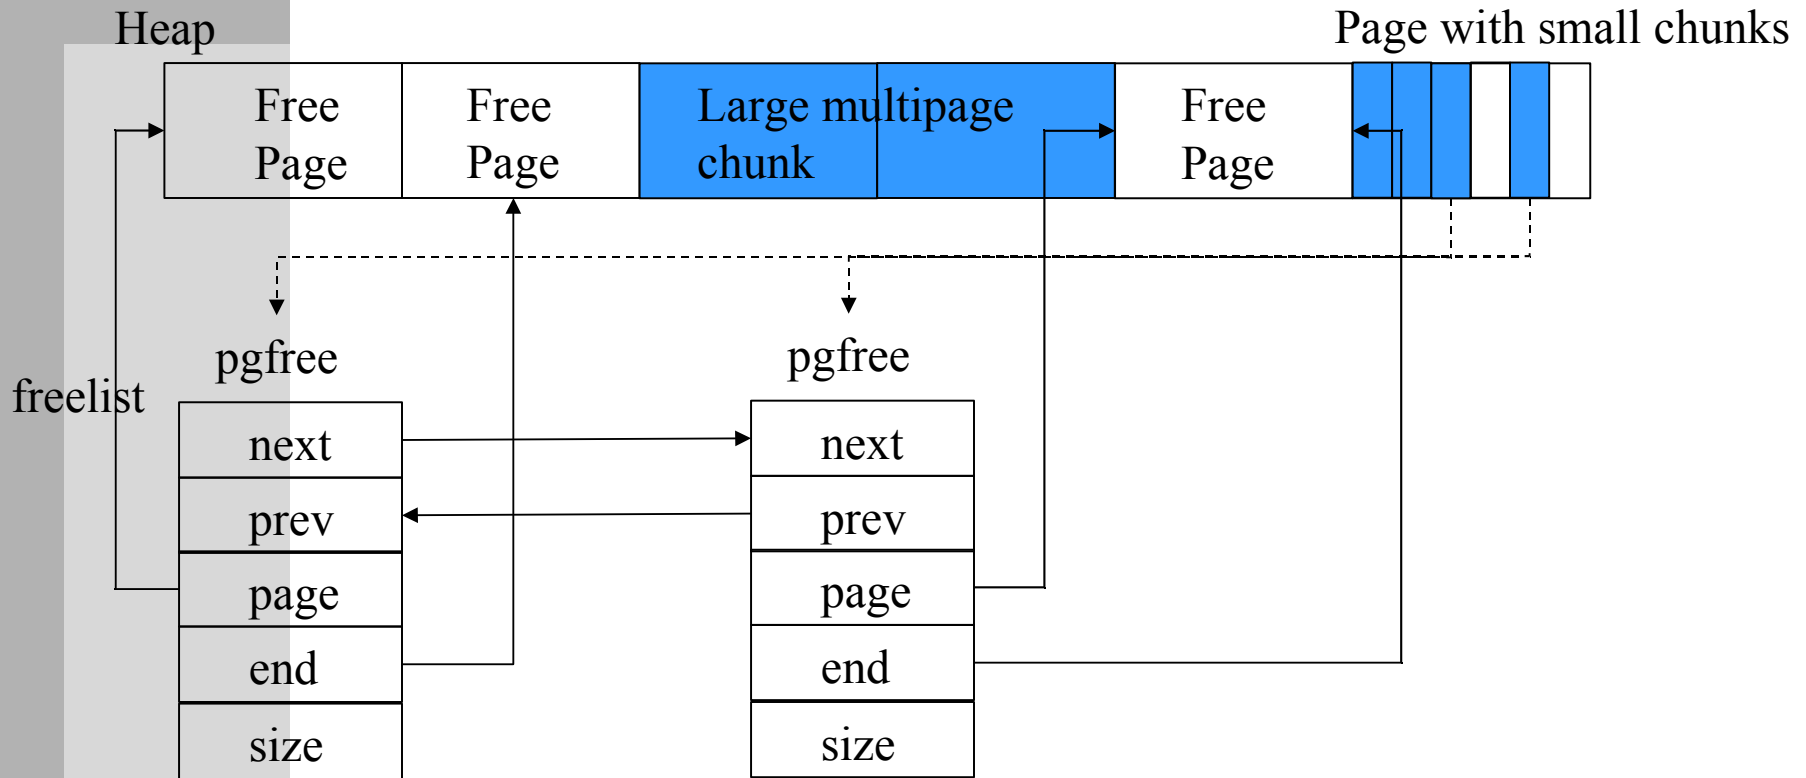 Heap
Page with small chunks
Free
Page
Free
Page
Large multipage
chunk
Free
Page
pgfree
pgfree
freelist
next
prev
page
end
size
next
prev
page
end
size